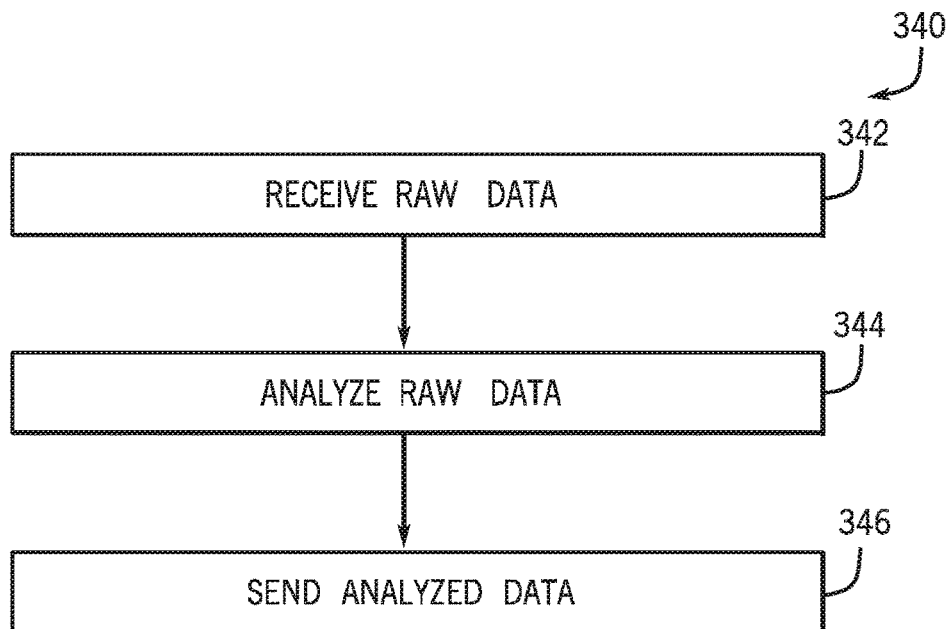 340
342
RECEIVE RAW DATA
344
ANALYZE RAW DATA
346
SEND ANALYZED DATA